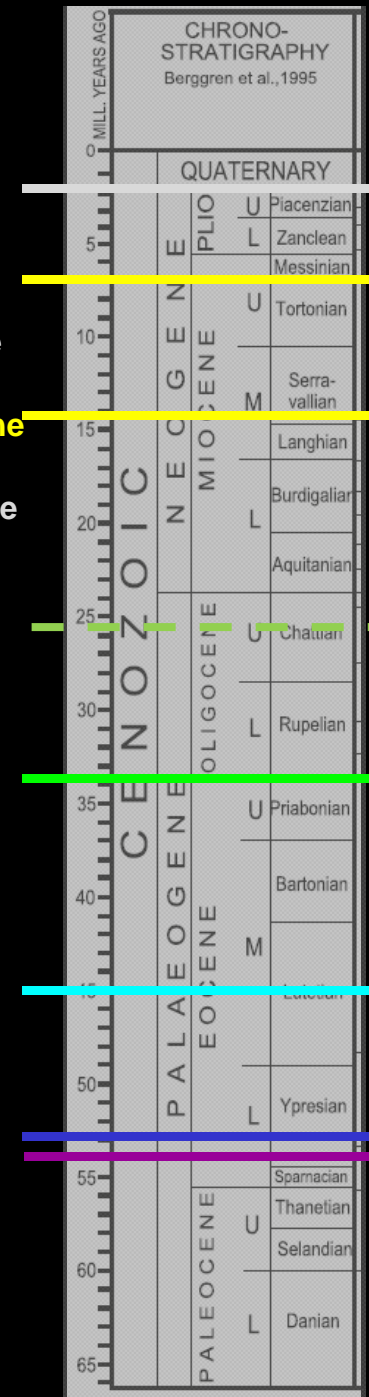 MILL. YEARS AGO
CHRONO-
STRATIGRAPHY
Berggren et al.,1995
0
QUATERNARY
PLIO
U Piacenzian
L Zanclean
5
Messinian
NEOGENE
U Tortonian
10
MIOCENE
Serra-
M vallian
ne
15
Langhian
e
CENOZOIC
Burdigalian
L
20
Aquitanian
25
OLIGOCENE
U Chattian
30
L Rupelian
PALAEOGENE
35
U Priabonian
Bartonian
40
EOCENE
M
45
Lutetian
50
L Ypresian
55
Sparnacian
PALEOCENE
Thanetian
U
Selandian
60
L Danian
65